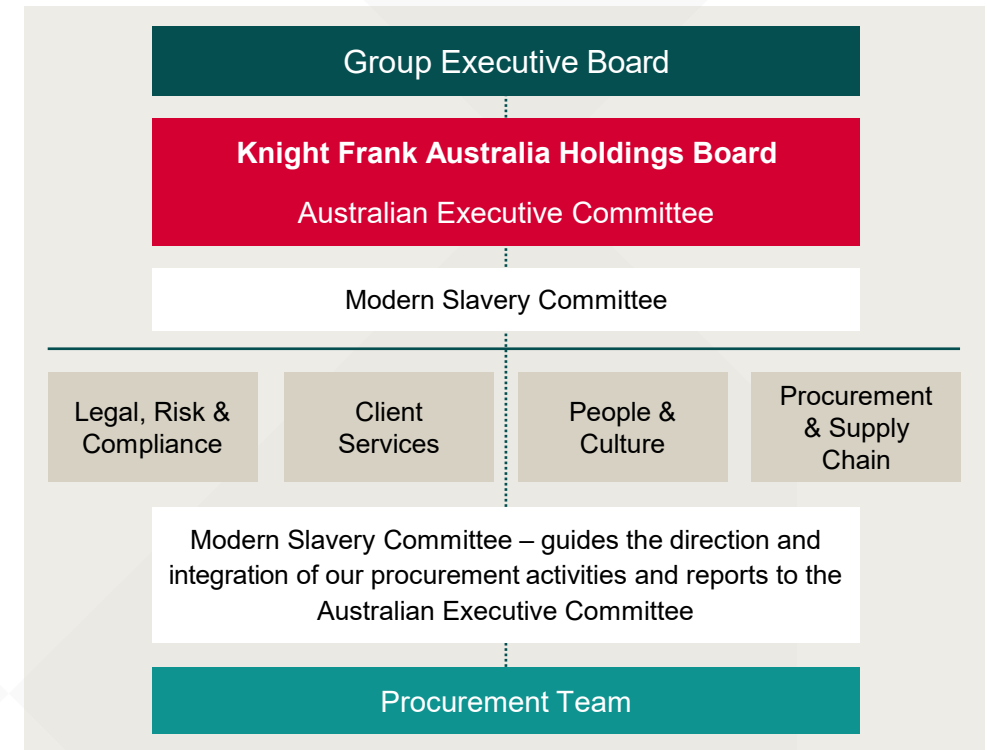 Group Executive Board
Knight Frank Australia Holdings Board
Australian Executive Committee
Modern Slavery Committee
Legal, Risk &
Compliance
Client
Services
People &
Culture
Procurement
& Supply
Chain
Modern Slavery Committee – guides the direction and
integration of our procurement activities and reports to the
Australian Executive Committee
Procurement Team